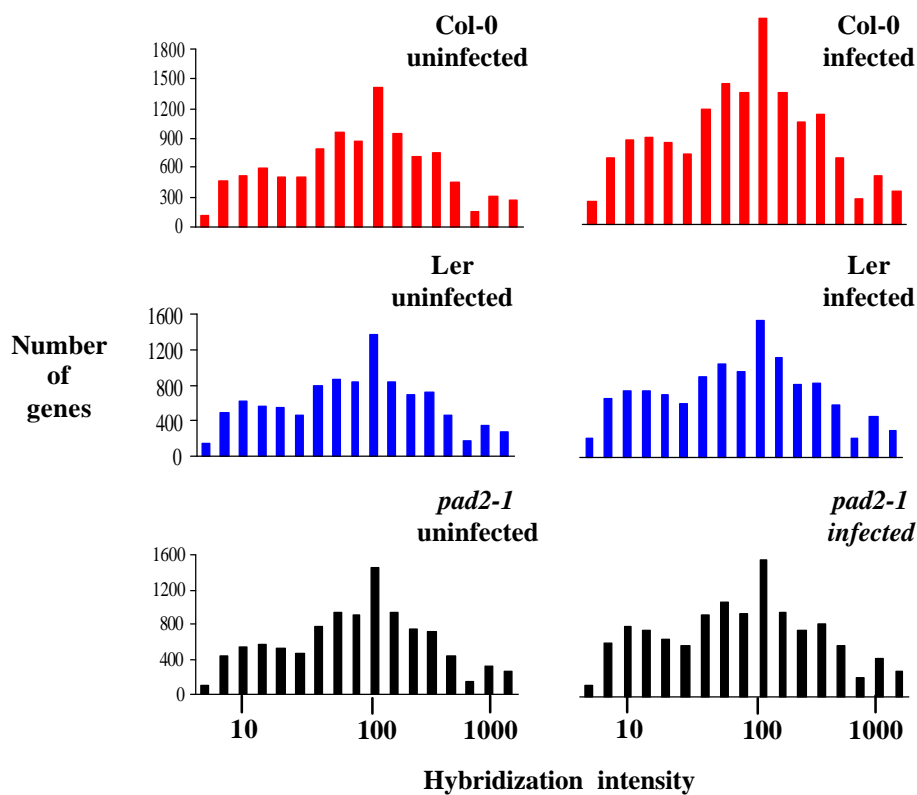 Col-0
uninfected
1800
1500
1200
900
600
300
0
Col-0
infected
Ler
uninfected
1600
1200
800
400
0
Ler
infected
Number
of
genes
pad2-1
uninfected
1600
1200
800
400
0
pad2-1
infected
10
100
1000
10
100
1000
Hybridization intensity